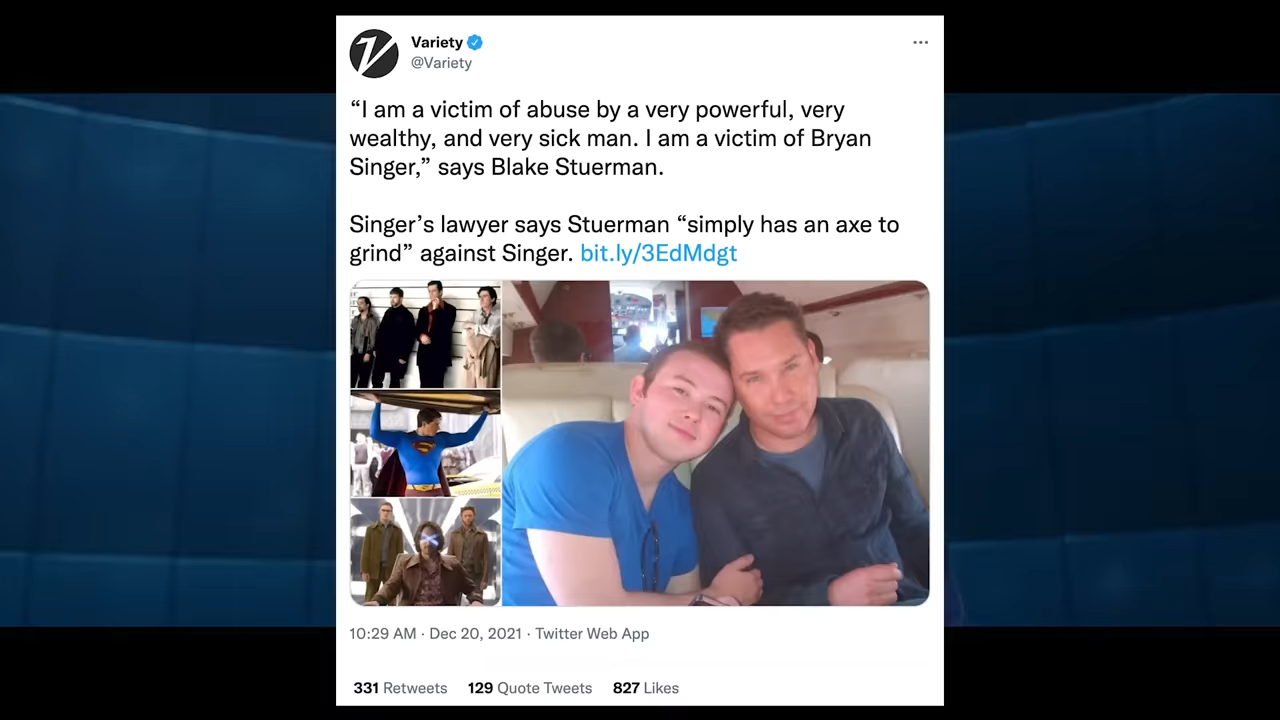 Variety
@Variety
“I am a victim of abuse by a very powerful, very
wealthy, and very sick man. I am a victim of Bryan
Singer,” says Blake Stuerman.
Singer’s lawyer says Stuerman “simply has an axe to
grind” against Singer. bit.ly/3EdMdgt
10:29 AM · Dec 20, 2021 · Twitter Web App
331 Retweets 129 Quote Tweets 827 Likes